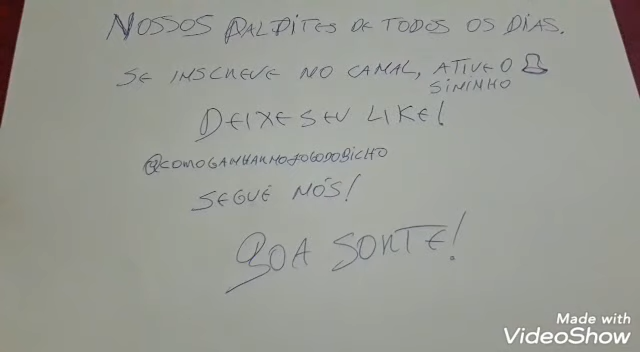 NOSSOS PALPITES DE TODOS OS DIAS.
SE INSCREVE NO CANAL, ATIVE O
SININHO
DEIXE SEU LIKE!
@COMOGANHARNOJOGODOBICHO
SEGUE NÓS!
BOA SORTE!
Made with
VideoShow